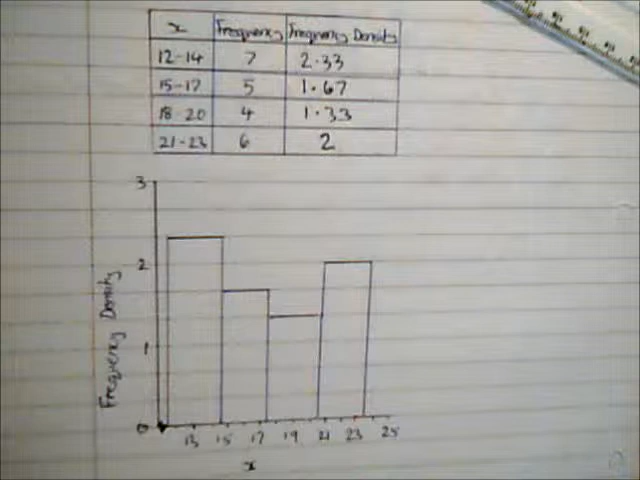 x Frequency Frequency Density
12-14 7 2.33
15-17 5 1.67
18-20 4 1.33
21-23 6 2
3
2
1
0
Frequency Density
13 15 17 19 21 23 25
x